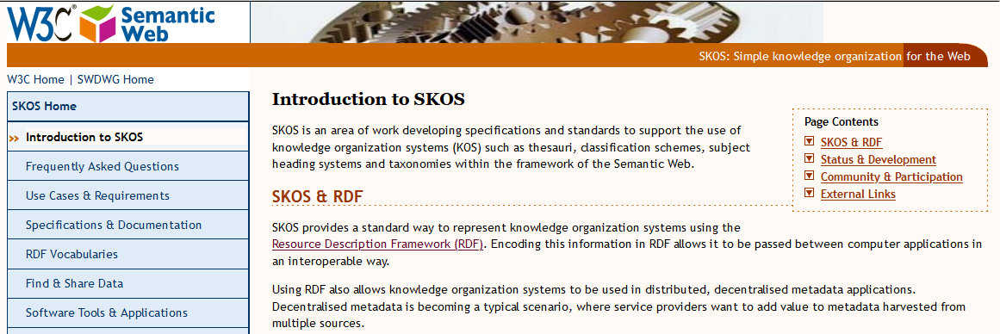 W3C® Semantic
Web
SKOS: Simple knowledge organization for the Web
W3C Home | SWDWG Home
SKOS Home
» Introduction to SKOS
Frequently Asked Questions
Use Cases & Requirements
Specifications & Documentation
RDF Vocabularies
Find & Share Data
Software Tools & Applications
Introduction to SKOS
SKOS is an area of work developing specifications and standards to support the use of
knowledge organization systems (KOS) such as thesauri, classification schemes, subject
heading systems and taxonomies within the framework of the Semantic Web.
Page Contents
SKOS & RDF
Status & Development
Community & Participation
External Links
SKOS & RDF
SKOS provides a standard way to represent knowledge organization systems using the
Resource Description Framework (RDF). Encoding this information in RDF allows it to be passed between computer applications in
an interoperable way.
Using RDF also allows knowledge organization systems to be used in distributed, decentralised metadata applications.
Decentralised metadata is becoming a typical scenario, where service providers want to add value to metadata harvested from
multiple sources.